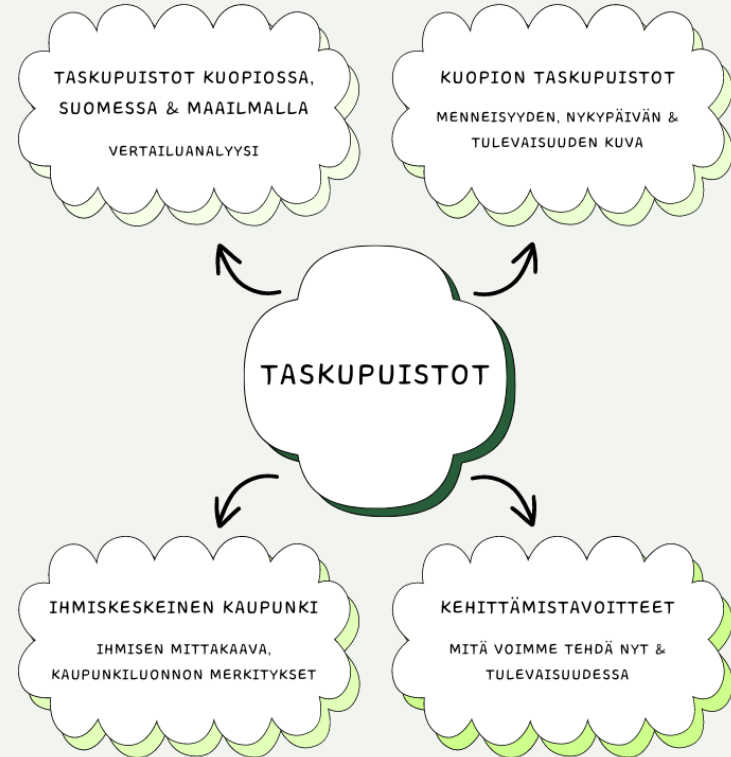 TASKUPUISTOT KUOPIOSSA,
SUOMESSA & MAAILMALLA
VERTAILUANALYYSI
KUOPION TASKUPUISTOT
MENNEISYYDEN, NYKYPÄIVÄN &
TULEVAISUUDEN KUVA
TASKUPUISTOT
IHMISKESKEINEN KAUPUNKI
IHMISEN MITTAKAAVA,
KAUPUNKILUONNON MERKITYKSET
KEHITTÄMISTAVOITTEET
MITÄ VOIMME TEHDÄ NYT &
TULEVAISUUDESSA